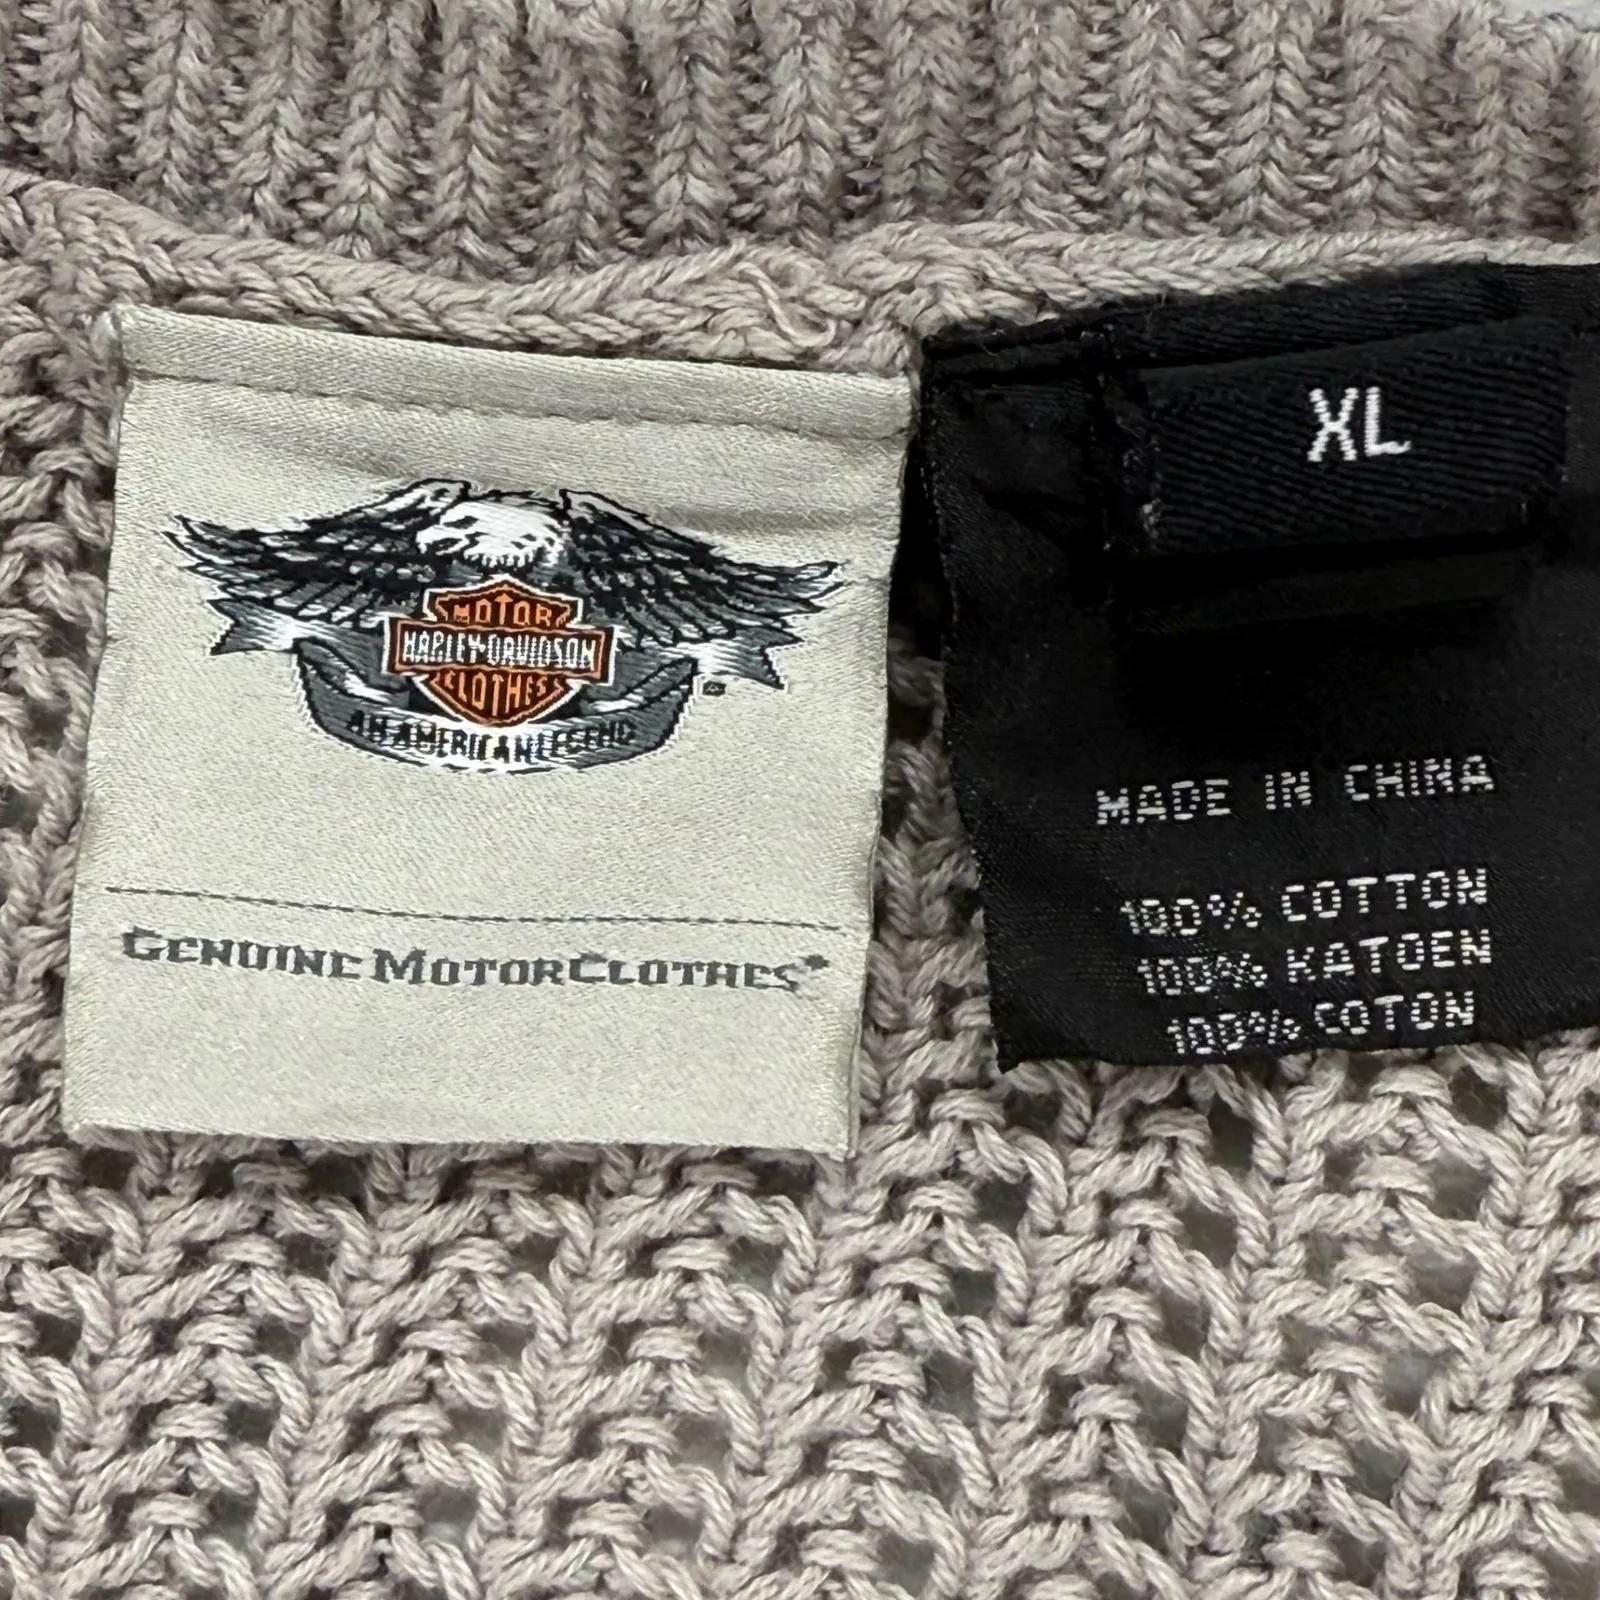 MOTOR
HARLEY-DAVIDSON
CLOTHES
AN AMERICAN LEGEND
GENUINE MOTORCLOTHES®
XL
MADE IN CHINA
100% COTTON
100% KATOEN
100% COTON